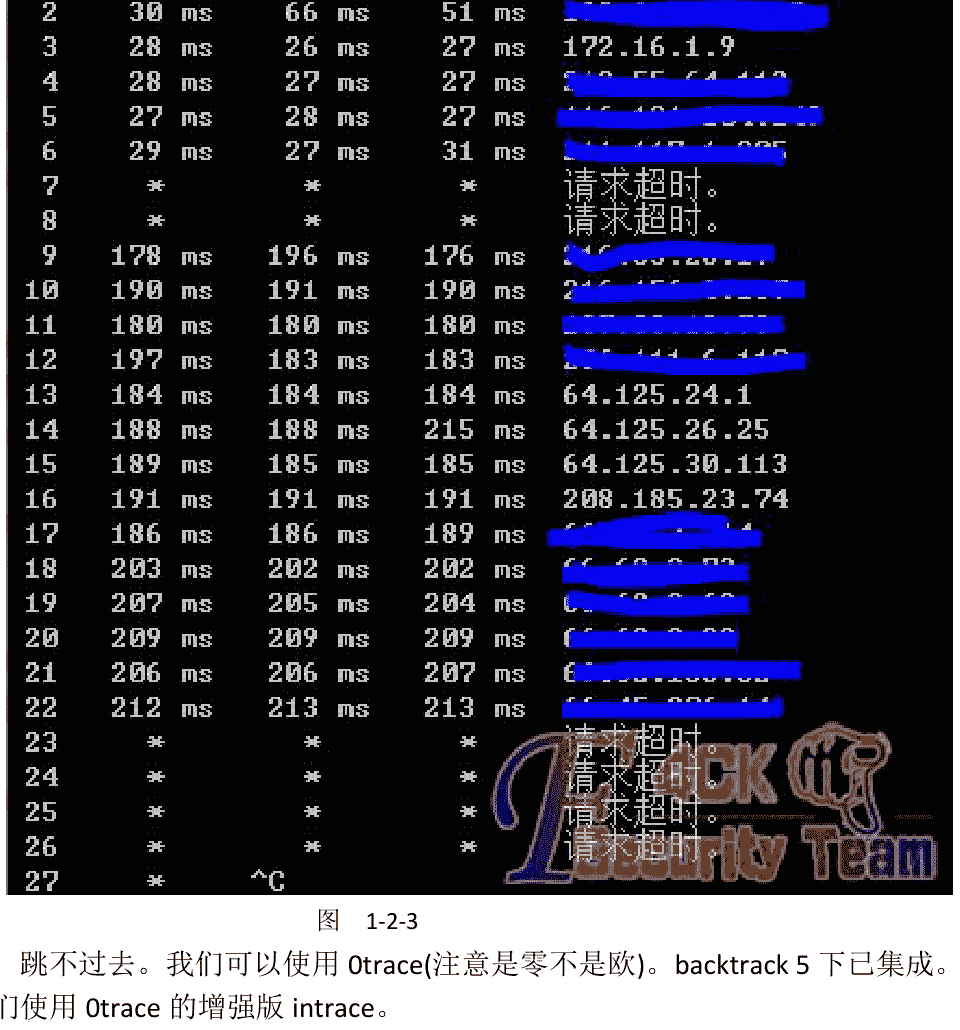 2 30 ms 66 ms 51 ms
3 28 ms 26 ms 27 ms 172.16.1.9
4 28 ms 27 ms 27 ms
5 27 ms 28 ms 27 ms
6 29 ms 27 ms 31 ms
7 * * * 请求超时。
8 * * * 请求超时。
9 178 ms 196 ms 176 ms
10 190 ms 191 ms 190 ms
11 180 ms 180 ms 180 ms
12 197 ms 183 ms 183 ms
13 184 ms 184 ms 184 ms 64.125.24.1
14 188 ms 188 ms 215 ms 64.125.26.25
15 189 ms 185 ms 185 ms 64.125.30.113
16 191 ms 191 ms 191 ms 208.185.23.74
17 186 ms 186 ms 189 ms
18 203 ms 202 ms 202 ms
19 207 ms 205 ms 204 ms
20 209 ms 209 ms 209 ms
21 206 ms 206 ms 207 ms
22 212 ms 213 ms 213 ms
23 * * * 请求超时。
24 * * * 请求超时。
25 * * * 请求超时。
26 * * * 请求超时。
27 * ^C
Security Team
图 1-2-3
跳不过去。我们可以使用 0trace(注意是零不是欧)。backtrack 5 下已集成。
们使用 0trace 的增强版 intrace。